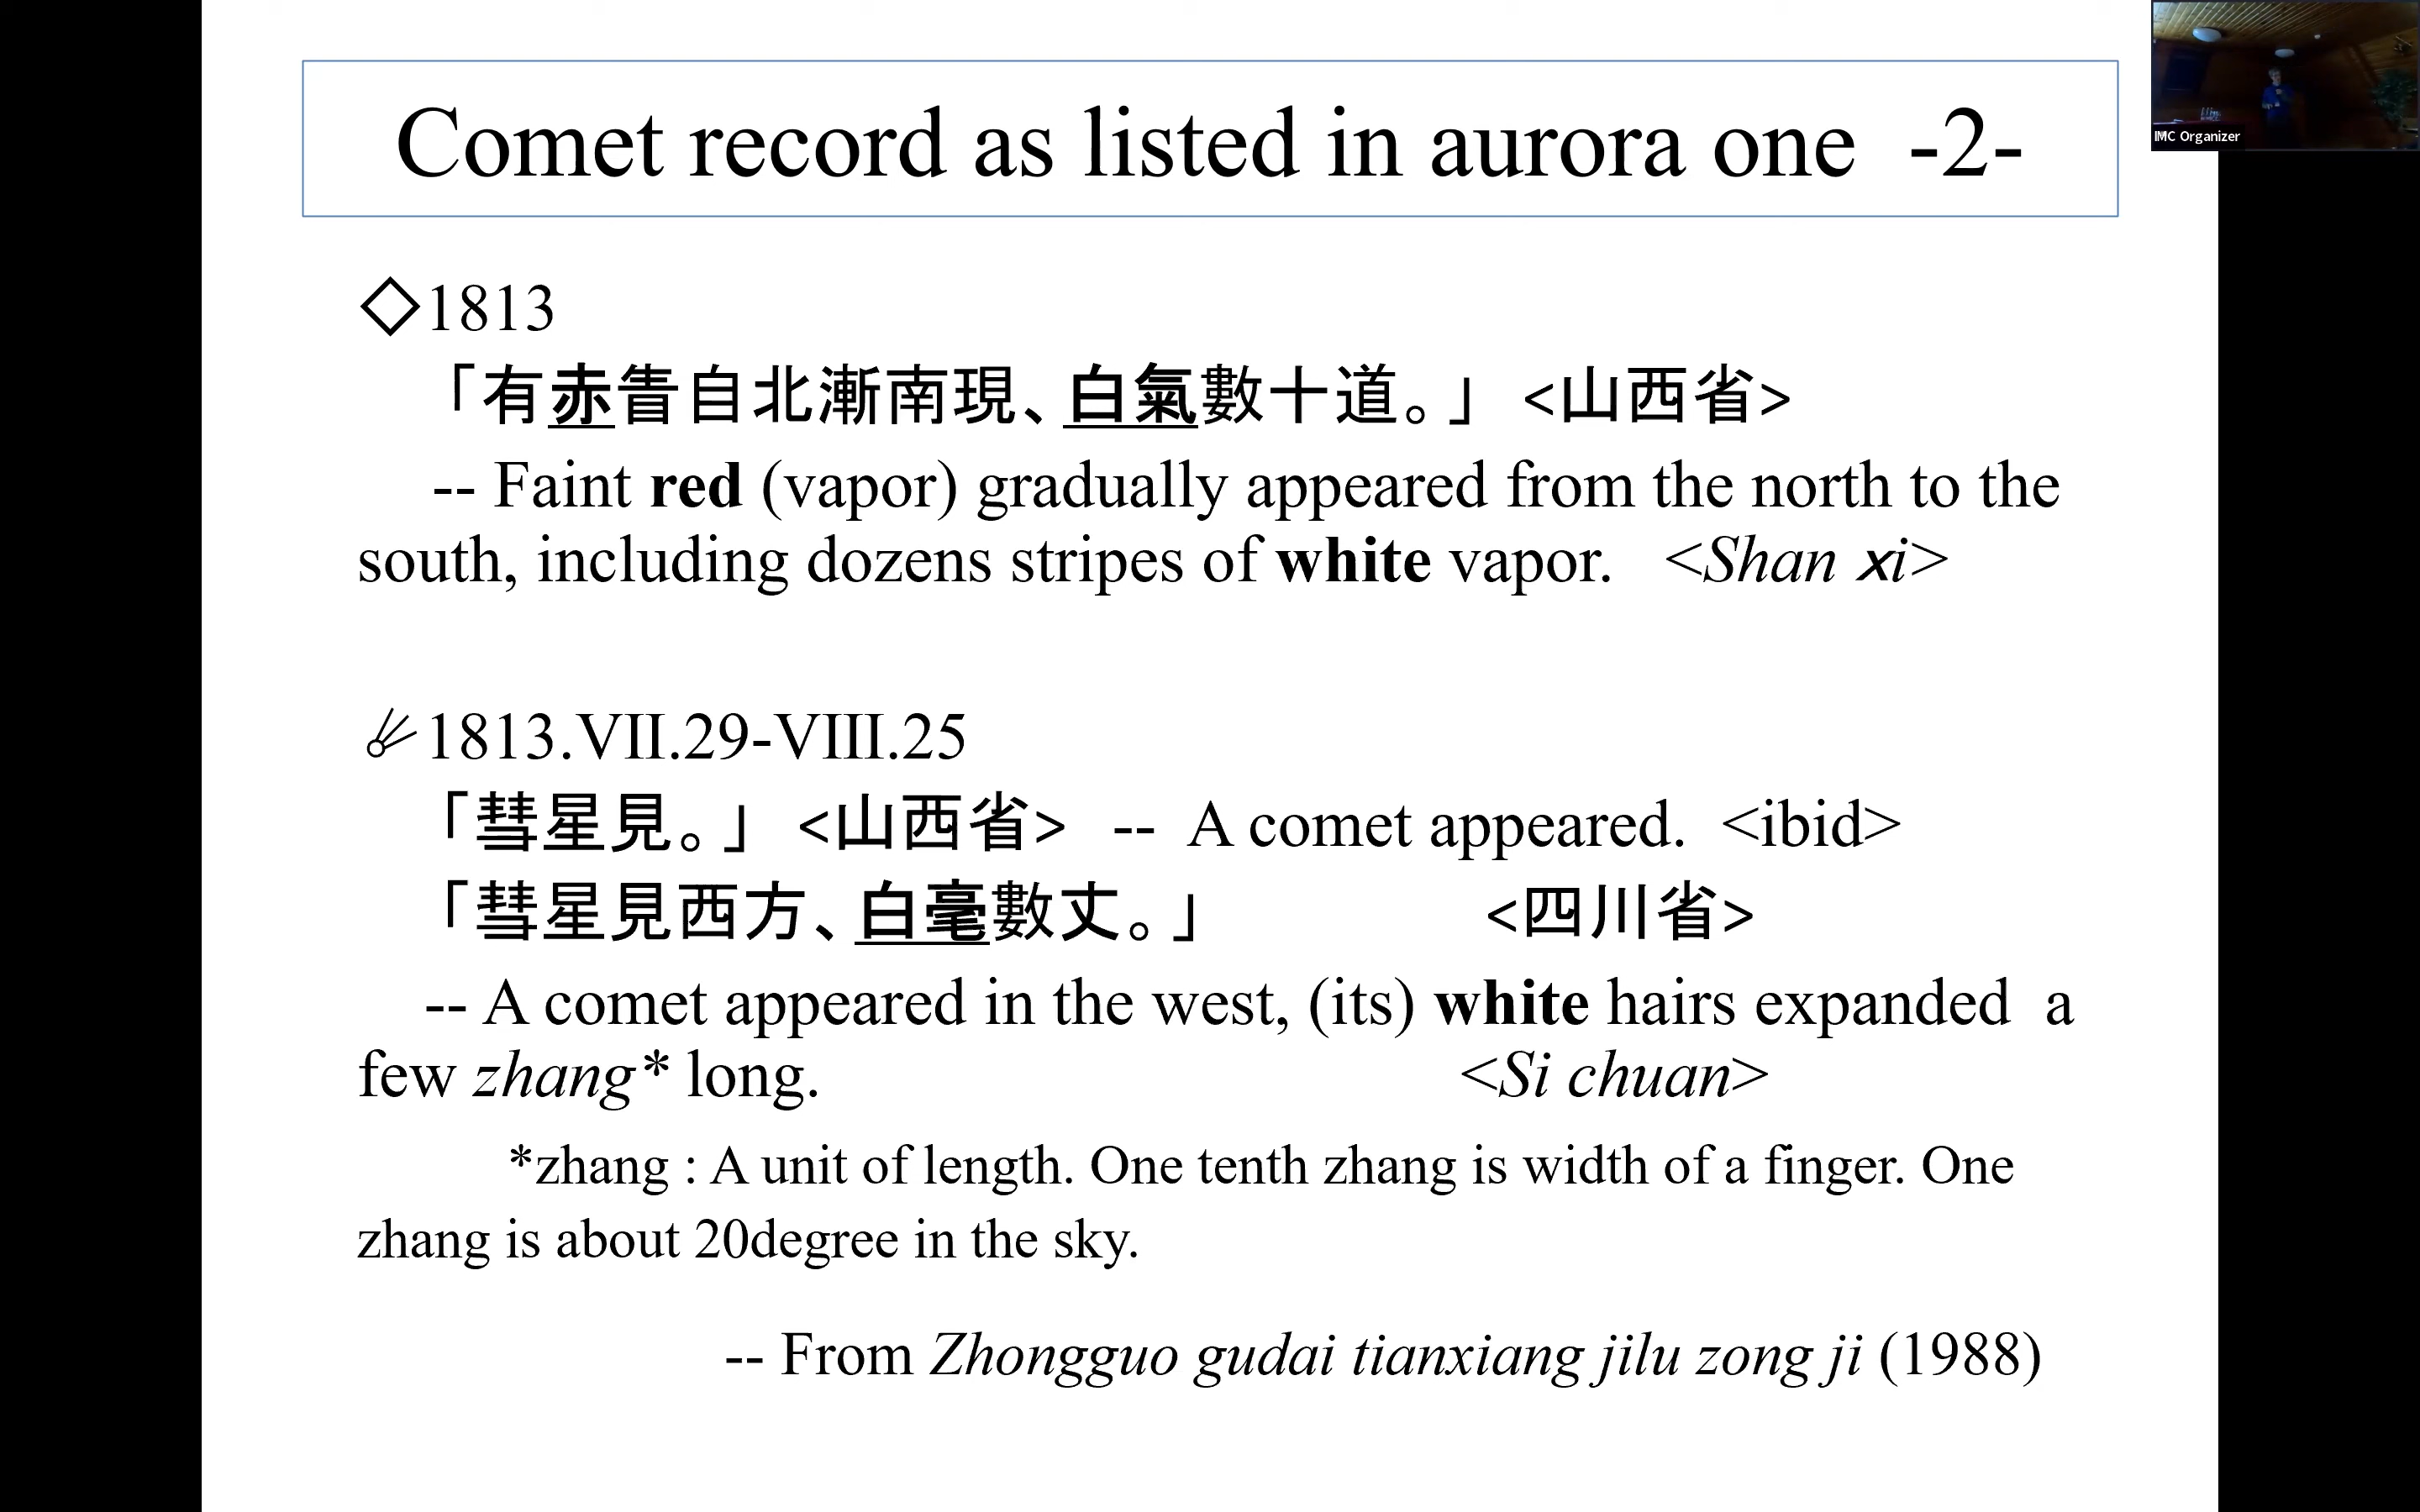 Comet record as listed in aurora one -2-
IMC Organizer
◇1813
「有赤眚自北漸南現、白氣數十道。」 <山西省>
-- Faint red (vapor) gradually appeared from the north to the
south, including dozens stripes of white vapor. <Shan xi>
☄1813.VII.29-VIII.25
「彗星見。」 <山西省> -- A comet appeared. <ibid>
「彗星見西方、白毫數丈。」 <四川省>
-- A comet appeared in the west, (its) white hairs expanded a
few zhang* long. <Si chuan>
*zhang : A unit of length. One tenth zhang is width of a finger. One
zhang is about 20degree in the sky.
-- From Zhongguo gudai tianxiang jilu zong ji (1988)